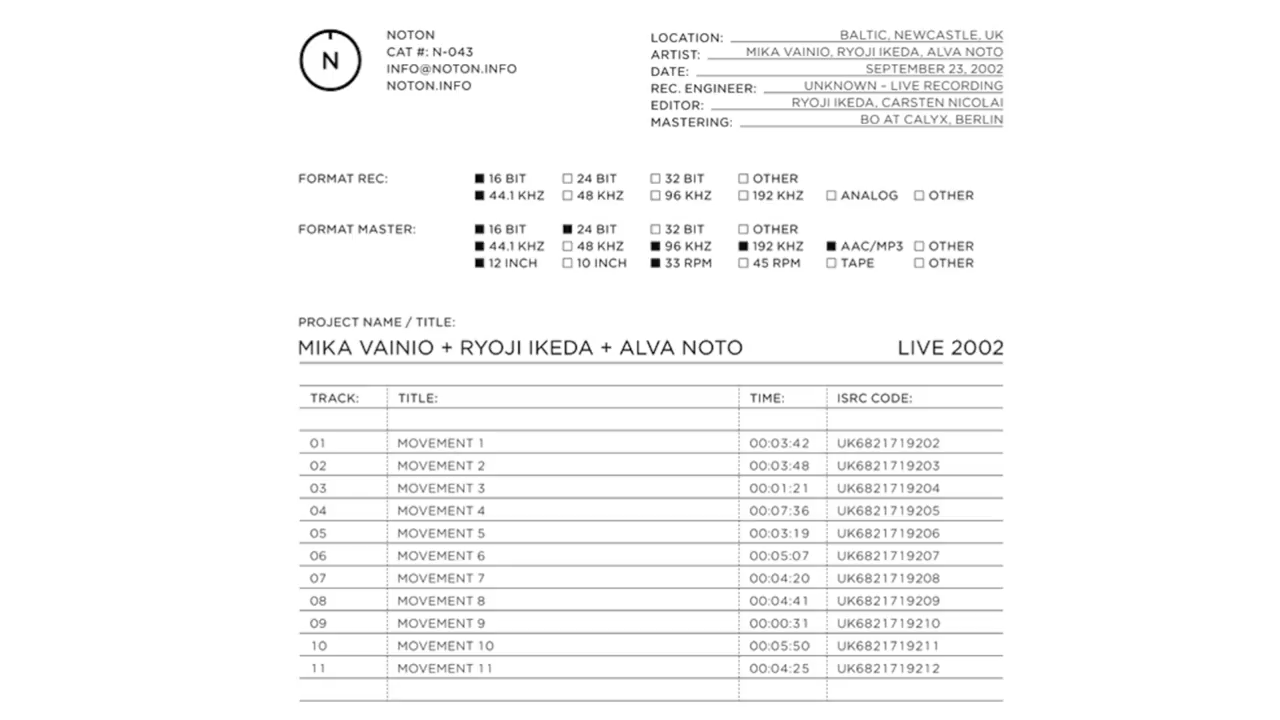 N
NOTON
CAT #: N-043
INFO@NOTON.INFO
NOTON.INFO
LOCATION: BALTIC, NEWCASTLE, UK
ARTIST: MIKA VAINIO, RYOJI IKEDA, ALVA NOTO
DATE: SEPTEMBER 23, 2002
REC. ENGINEER: UNKNOWN – LIVE RECORDING
EDITOR: RYOJI IKEDA, CARSTEN NICOLAI
MASTERING: BO AT CALYX, BERLIN
FORMAT REC: ■ 16 BIT □ 24 BIT □ 32 BIT □ OTHER
■ 44.1 KHZ □ 48 KHZ □ 96 KHZ □ 192 KHZ □ ANALOG □ OTHER
FORMAT MASTER: ■ 16 BIT ■ 24 BIT □ 32 BIT □ OTHER
■ 44.1 KHZ □ 48 KHZ ■ 96 KHZ ■ 192 KHZ ■ AAC/MP3 □ OTHER
■ 12 INCH □ 10 INCH ■ 33 RPM □ 45 RPM □ TAPE □ OTHER
PROJECT NAME / TITLE:
MIKA VAINIO + RYOJI IKEDA + ALVA NOTO LIVE 2002
TRACK: TITLE: TIME: ISRC CODE:
01 MOVEMENT 1 00:03:42 UK6821719202
02 MOVEMENT 2 00:03:48 UK6821719203
03 MOVEMENT 3 00:01:21 UK6821719204
04 MOVEMENT 4 00:07:36 UK6821719205
05 MOVEMENT 5 00:03:19 UK6821719206
06 MOVEMENT 6 00:05:07 UK6821719207
07 MOVEMENT 7 00:04:20 UK6821719208
08 MOVEMENT 8 00:04:41 UK6821719209
09 MOVEMENT 9 00:00:31 UK6821719210
10 MOVEMENT 10 00:05:50 UK6821719211
11 MOVEMENT 11 00:04:25 UK6821719212